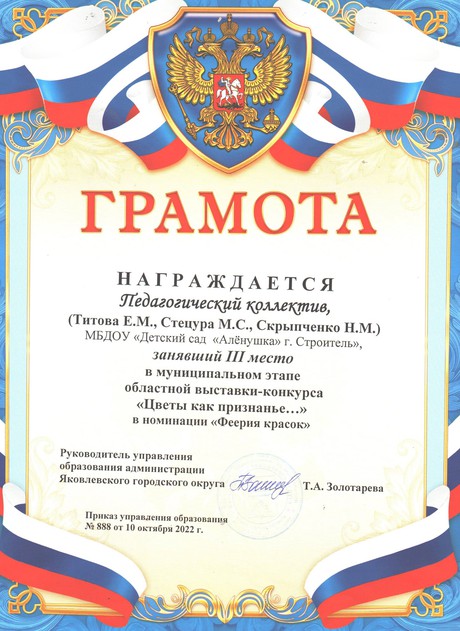 ГРАМОТА
НАГРАЖДАЕТСЯ
Педагогический коллектив,
(Титова Е.М., Стецура М.С., Скрыпченко Н.М.)
МБДОУ «Детский сад «Алёнушка» г. Строитель»,
занявший III место
в муниципальном этапе
областной выставки-конкурса
«Цветы как признанье…»
в номинации «Феерия красок»
Руководитель управления
образования администрации
Яковлевского городского округа Т.А. Золотарева
Приказ управления образования
№ 888 от 10 октября 2022 г.